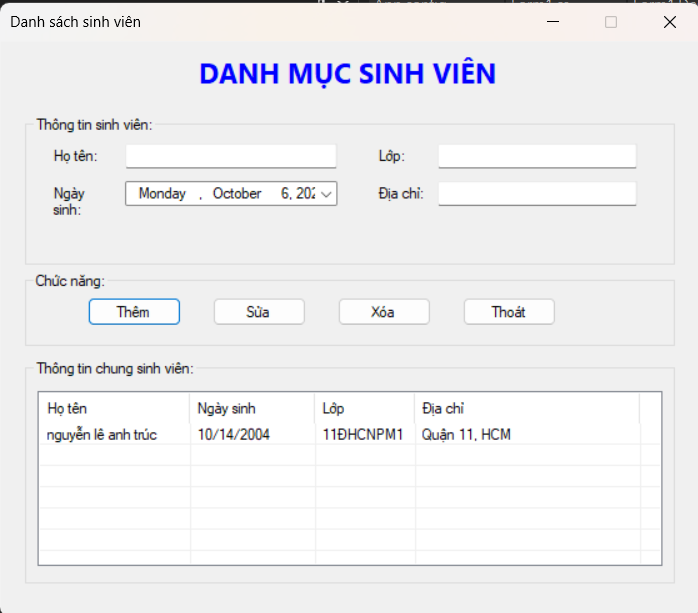 Danh sách sinh viên
DANH MỤC SINH VIÊN
Thông tin sinh viên:
Họ tên:
Lớp:
Ngày sinh:
Monday , October 6, 202
Địa chỉ:
Chức năng:
Thêm
Sửa
Xóa
Thoát
Thông tin chung sinh viên:
Họ tên Ngày sinh Lớp Địa chỉ
nguyễn lê anh trúc 10/14/2004 11ĐHCNPM1 Quận 11, HCM